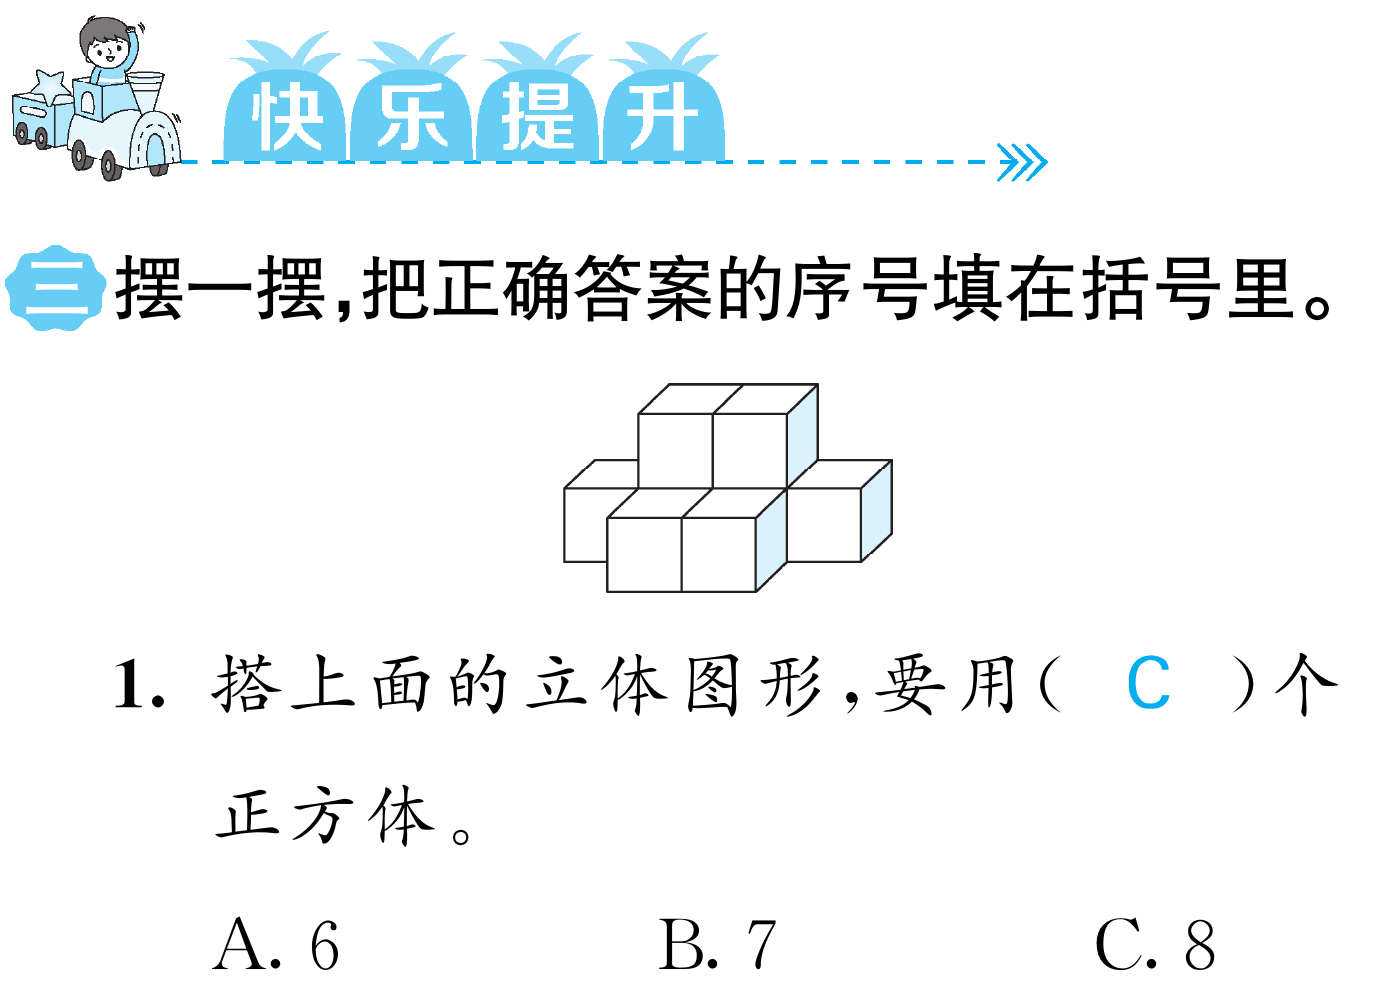 快乐提升
三 摆一摆,把正确答案的序号填在括号里。
1. 搭上面的立体图形,要用( C )个
正方体。
A. 6 B. 7 C. 8